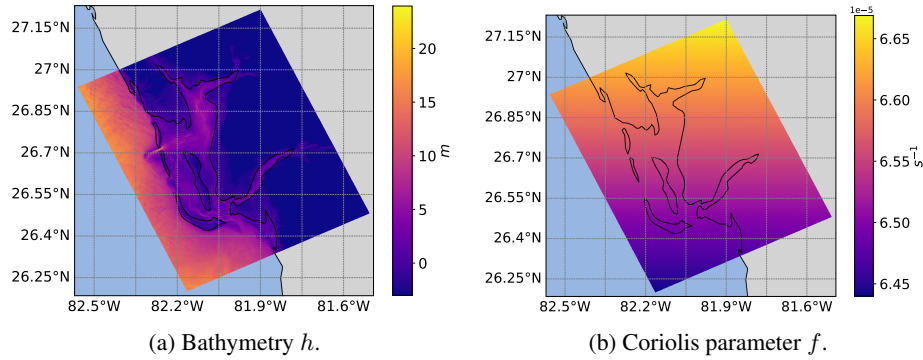 27.15°N
27°N
26.85°N
26.7°N
26.55°N
26.4°N
26.25°N
82.5°W
82.2°W
81.9°W
81.6°W
20
15
10
5
0
m
(a) Bathymetry h.
27.15°N
27°N
26.85°N
26.7°N
26.55°N
26.4°N
26.25°N
82.5°W
82.2°W
81.9°W
81.6°W
1e−5
6.65
6.60
6.55
6.50
6.45
s⁻¹
(b) Coriolis parameter f.